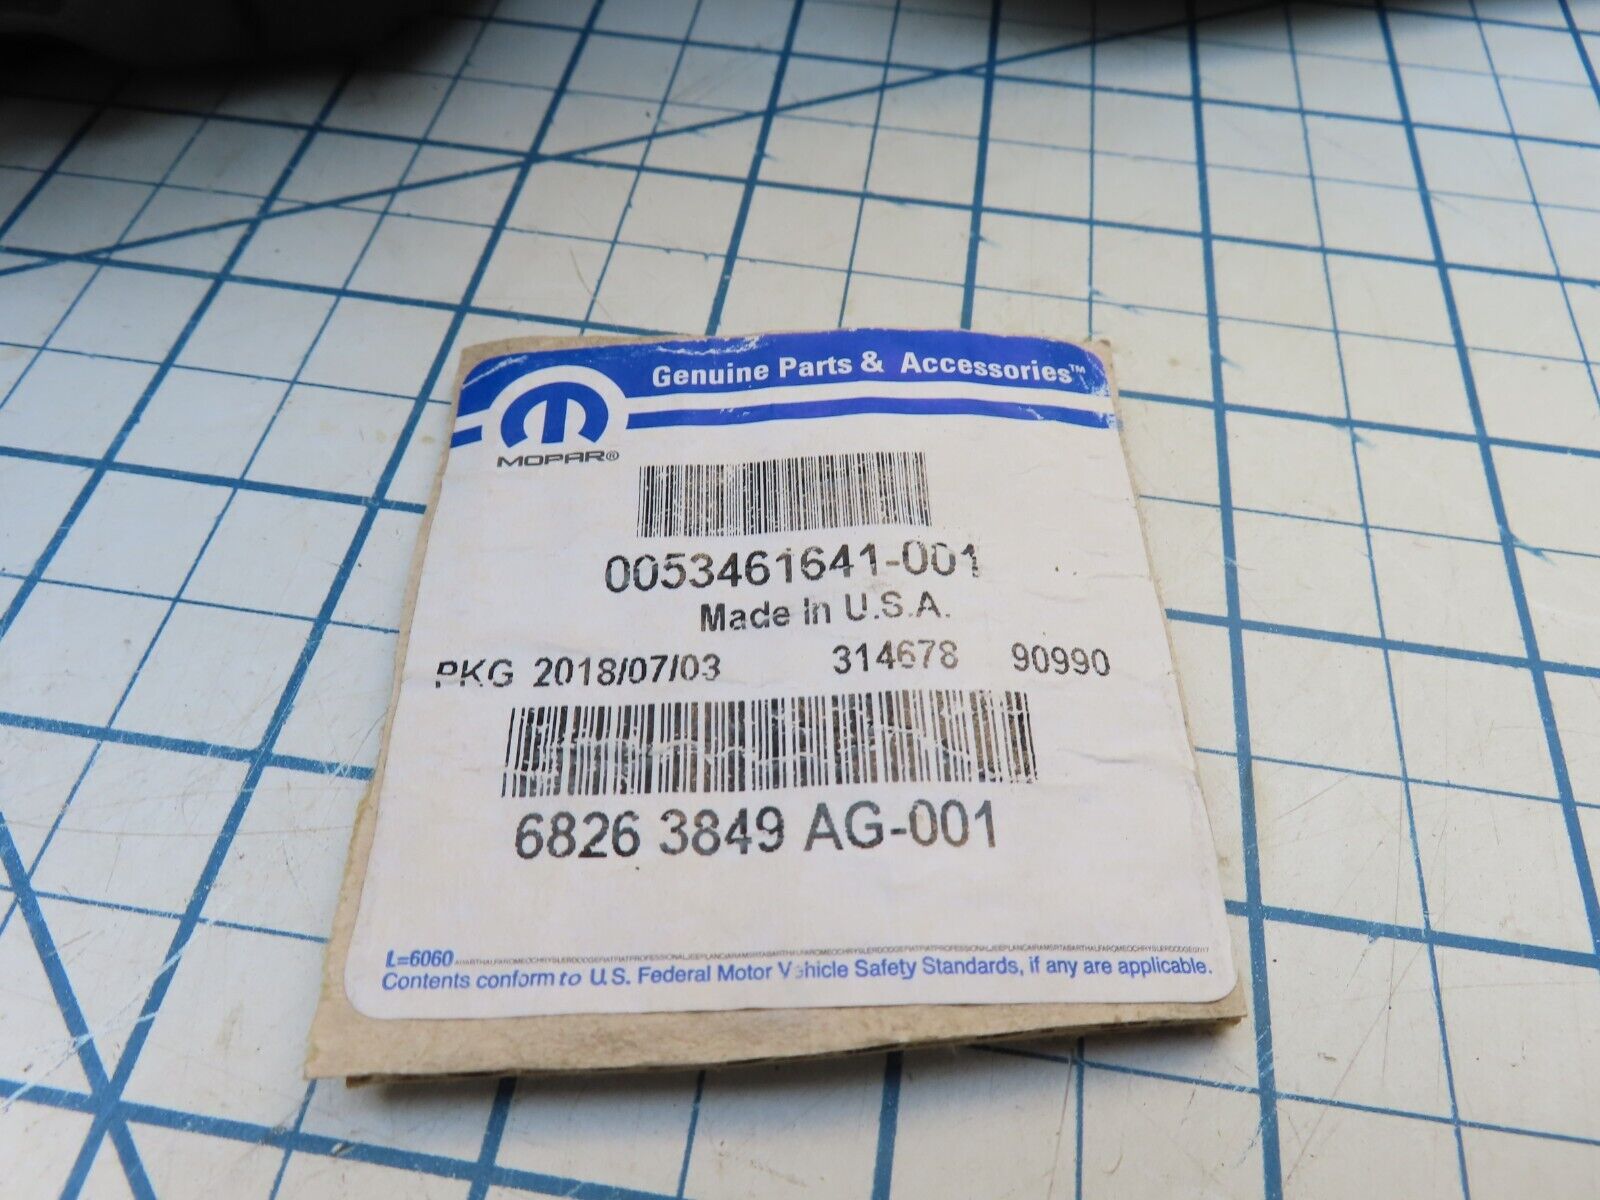 Genuine Parts & Accessories™
MOPAR®
0053461641-001
Made In U.S.A.
PKG 2018/07/03 314678 90990
6826 3849 AG-001
L=6060
Contents conform to U.S. Federal Motor Vehicle Safety Standards, if any are applicable.